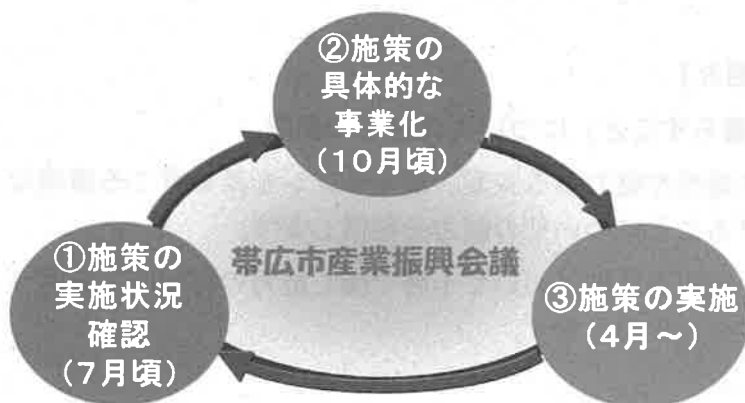 ②施策の
具体的な
事業化
(10月頃)
帯広市産業振興会議
①施策の
実施状況
確認
(7月頃)
③施策の実施
(4月～)